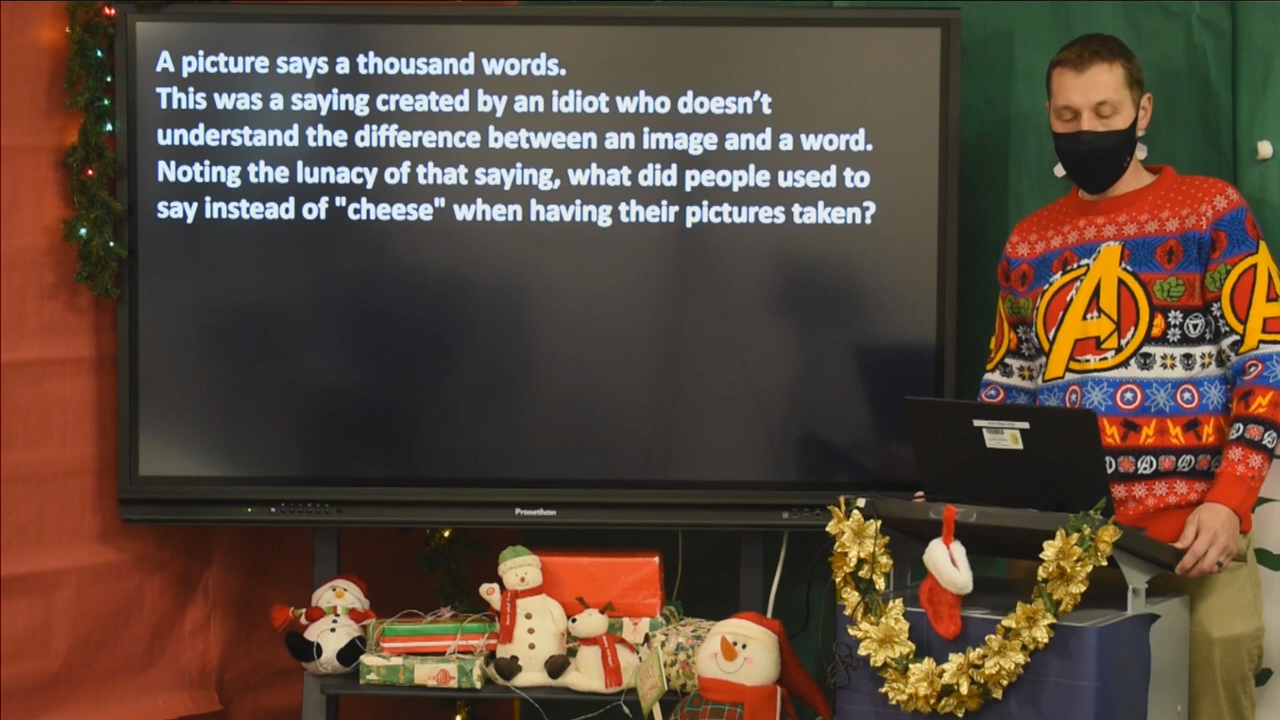 A picture says a thousand words.
This was a saying created by an idiot who doesn’t
understand the difference between an image and a word.
Noting the lunacy of that saying, what did people used to
say instead of "cheese" when having their pictures taken?
Promethean